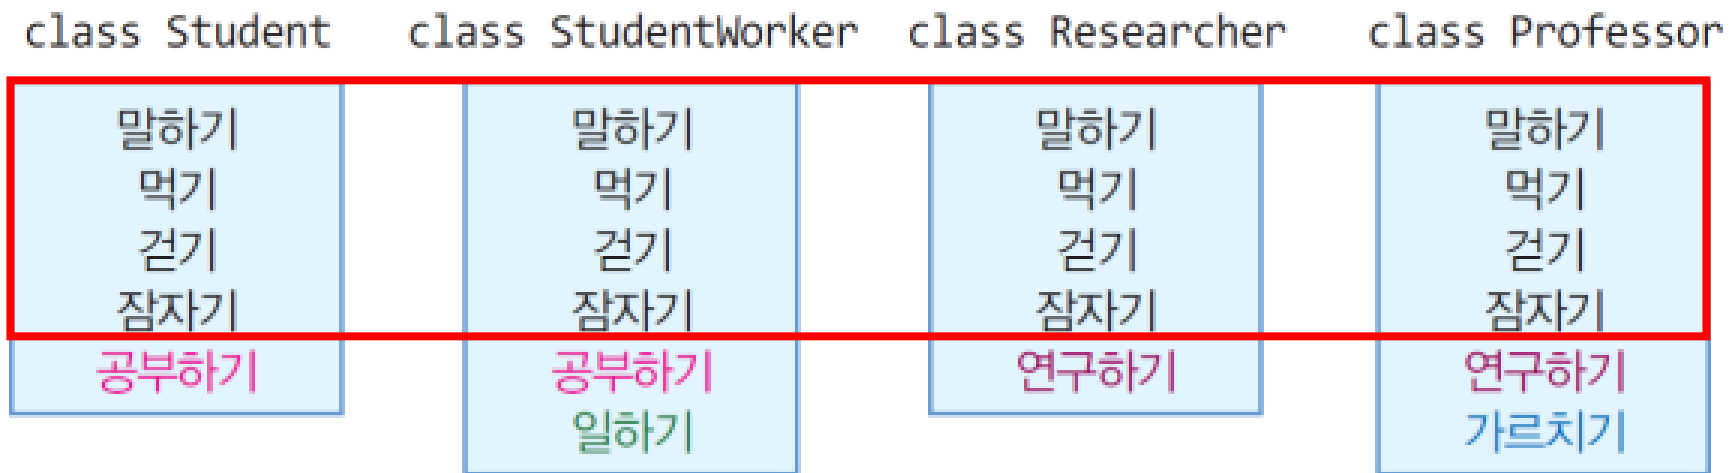 class Student
class StudentWorker
class Researcher
class Professor
말하기
먹기
걷기
잠자기
공부하기
말하기
먹기
걷기
잠자기
공부하기
일하기
말하기
먹기
걷기
잠자기
연구하기
말하기
먹기
걷기
잠자기
연구하기
가르치기